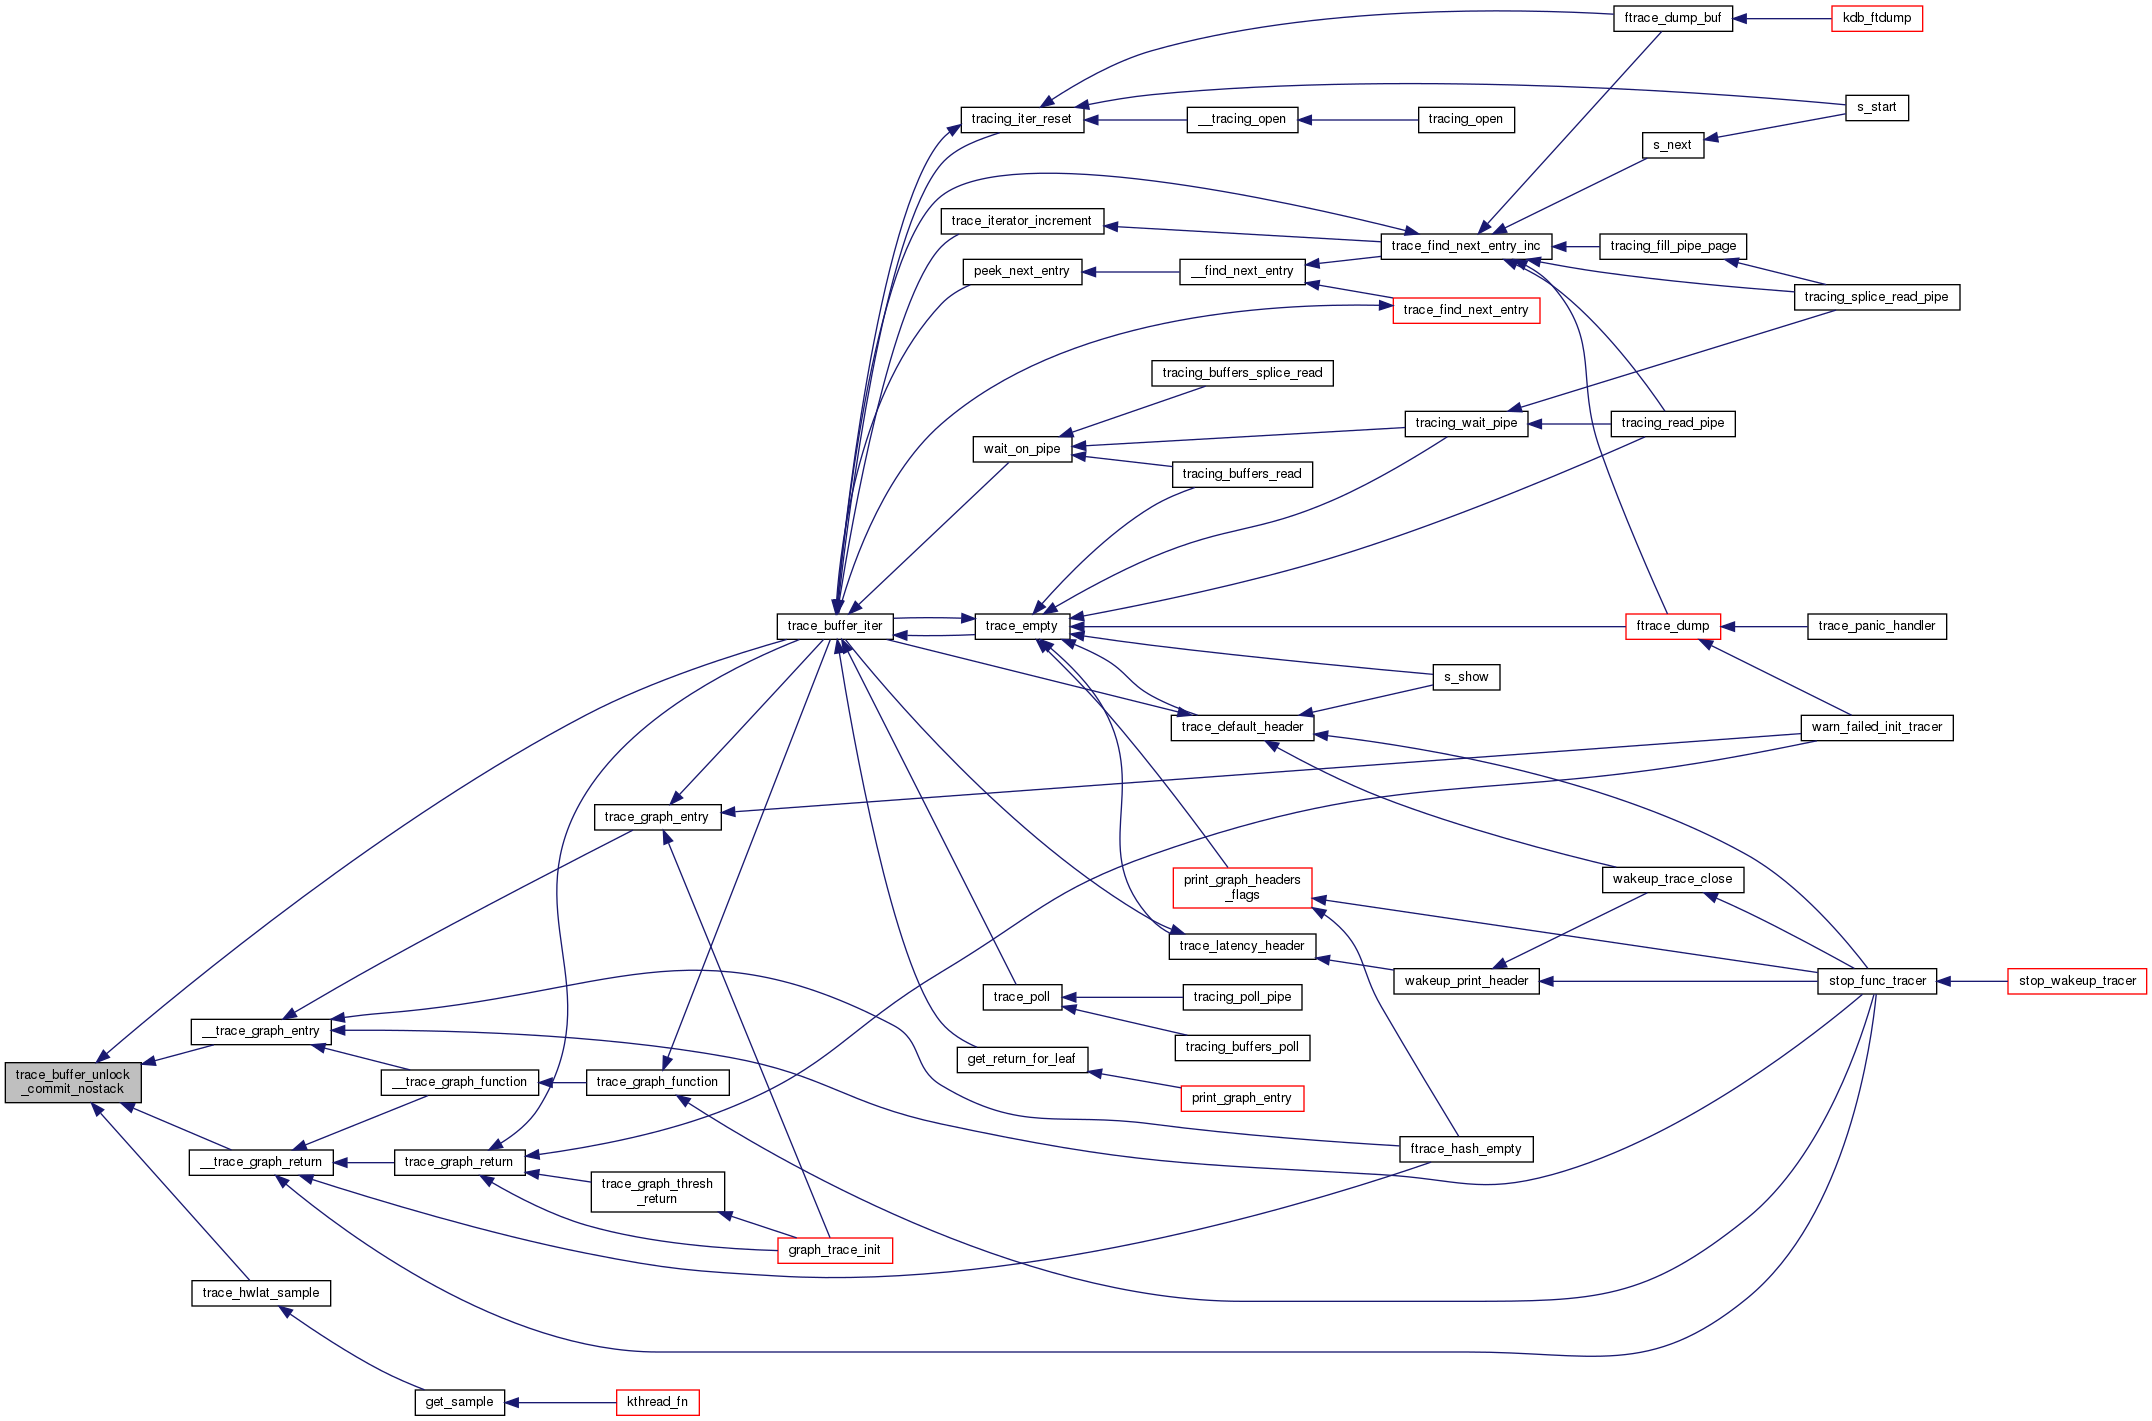 ftrace_dump_buf
kdb_ftdump
s_start
tracing_iter_reset
__tracing_open
tracing_open
s_next
trace_iterator_increment
trace_find_next_entry_inc
tracing_fill_pipe_page
peek_next_entry
__find_next_entry
tracing_splice_read_pipe
trace_find_next_entry
tracing_buffers_splice_read
tracing_wait_pipe
tracing_read_pipe
wait_on_pipe
tracing_buffers_read
trace_buffer_iter
trace_empty
ftrace_dump
trace_panic_handler
s_show
trace_default_header
warn_failed_init_tracer
trace_graph_entry
print_graph_headers
_flags
wakeup_trace_close
trace_latency_header
wakeup_print_header
stop_func_tracer
stop_wakeup_tracer
trace_poll
tracing_poll_pipe
__trace_graph_entry
tracing_buffers_poll
get_return_for_leaf
trace_buffer_unlock
_commit_nostack
__trace_graph_function
trace_graph_function
print_graph_entry
ftrace_hash_empty
__trace_graph_return
trace_graph_return
trace_graph_thresh
_return
graph_trace_init
trace_hwlat_sample
get_sample
kthread_fn